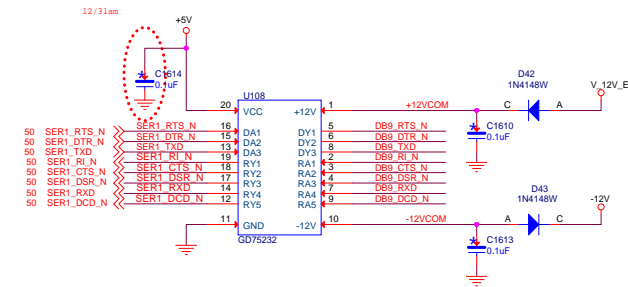 12/31am
+5V
C1614
0.1uF
D42
1N4148W
V_12V_E
U108
20 VCC +12V 1 +12VCOM C A
50 SER1_RTS_N SER1_RTS_N 16 DA1 DY1 5 DB9_RTS_N
50 SER1_DTR_N SER1_DTR_N 15 DA2 DY2 6 DB9_DTR_N
50 SER1_TXD SER1_TXD 13 DA3 DY3 8 DB9_TXD
50 SER1_RI_N SER1_RI_N 19 RY1 RA1 2 DB9_RI_N
50 SER1_CTS_N SER1_CTS_N 18 RY2 RA2 3 DB9_CTS_N
50 SER1_DSR_N SER1_DSR_N 17 RY3 RA3 4 DB9_DSR_N
50 SER1_RXD SER1_RXD 14 RY4 RA4 7 DB9_RXD
50 SER1_DCD_N SER1_DCD_N 12 RY5 RA5 9 DB9_DCD_N
C1610
0.1uF
D43
1N4148W
-12V
11 GND -12V 10 -12VCOM A C
GD75232
C1613
0.1uF